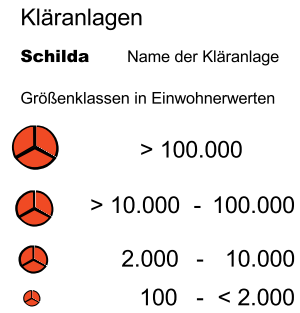 Kläranlagen
Schilda Name der Kläranlage
Größenklassen in Einwohnerwerten
> 100.000
> 10.000 - 100.000
2.000 - 10.000
100 - < 2.000